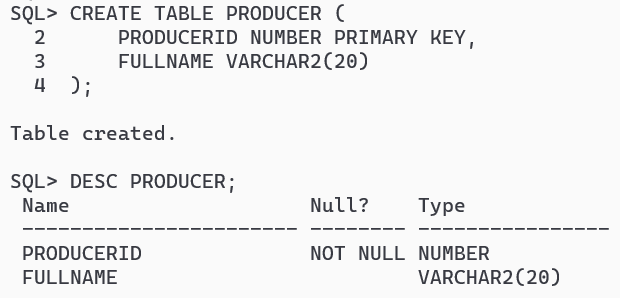 SQL> CREATE TABLE PRODUCER (
  2      PRODUCERID NUMBER PRIMARY KEY,
  3      FULLNAME VARCHAR2(20)
  4  );

Table created.

SQL> DESC PRODUCER;
 Name                    Null?    Type
 ----------------------- -------- ----------------
 PRODUCERID              NOT NULL NUMBER
 FULLNAME                         VARCHAR2(20)